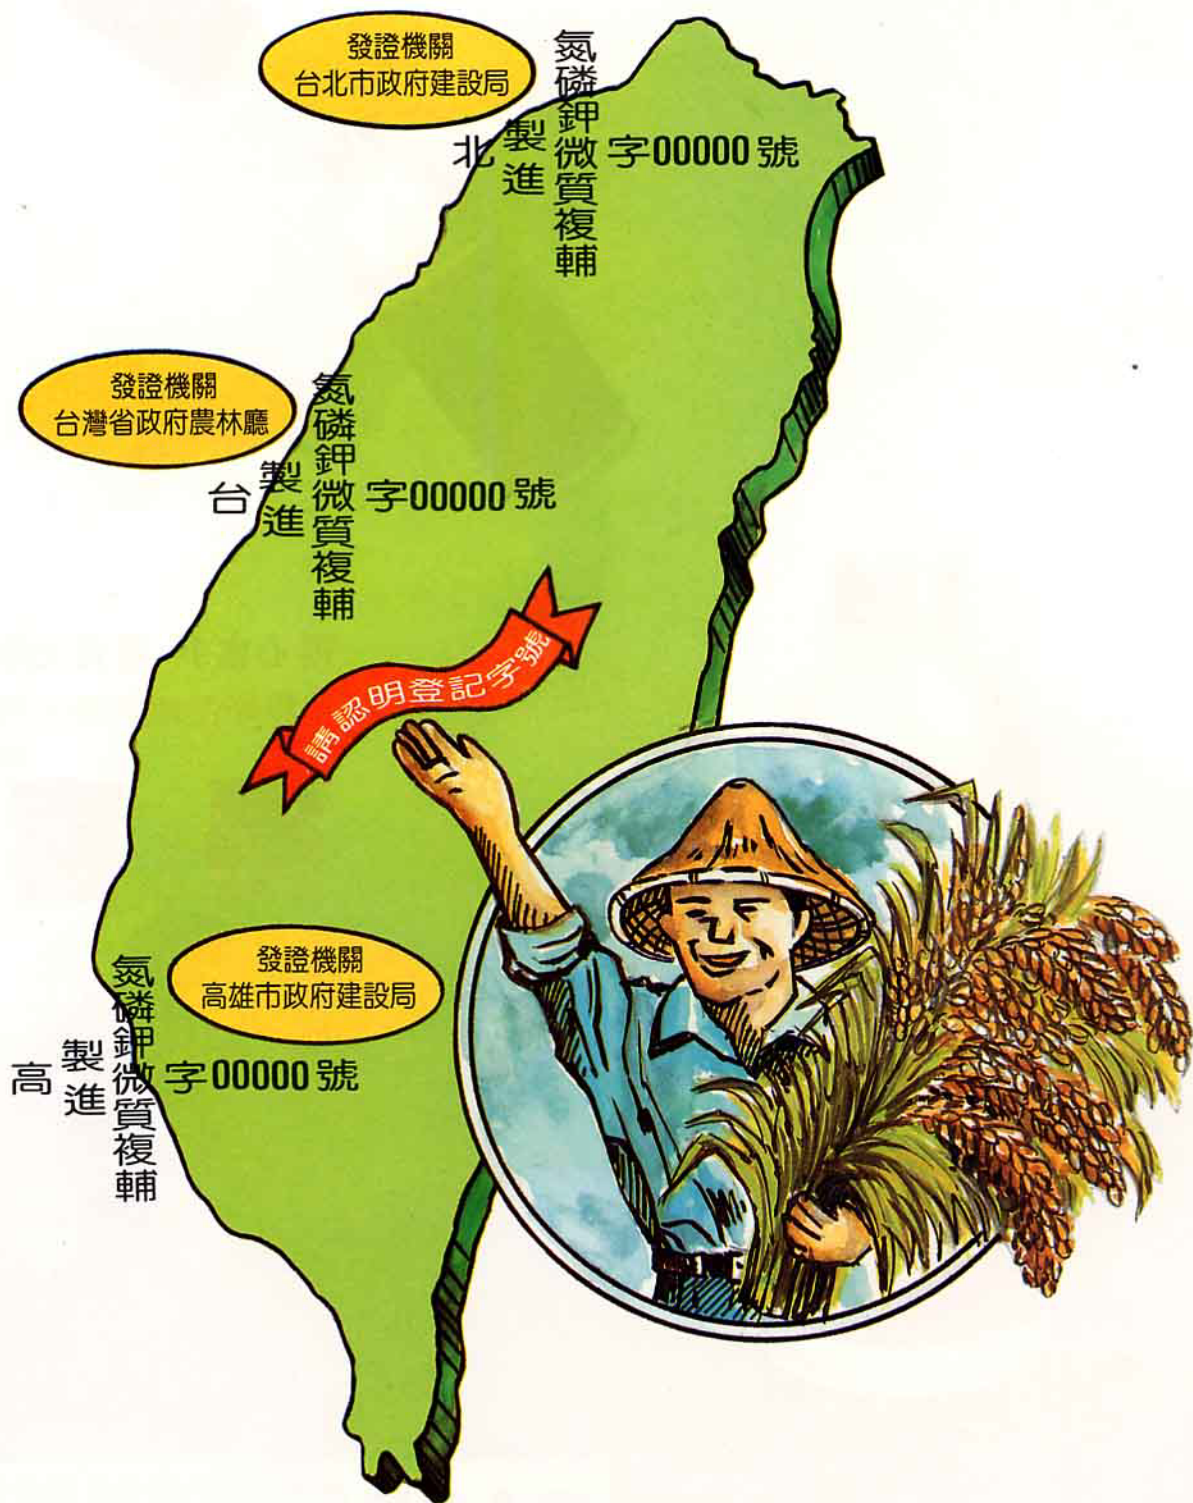 發證機關
台北市政府建設局
北
製進
氮磷鉀微質複輔
字00000號
發證機關
台灣省政府農林廳
台
製進
氮磷鉀微質複輔
字00000號
請認明登記字號
發證機關
高雄市政府建設局
高
製進
氮磷鉀微質複輔
字00000號